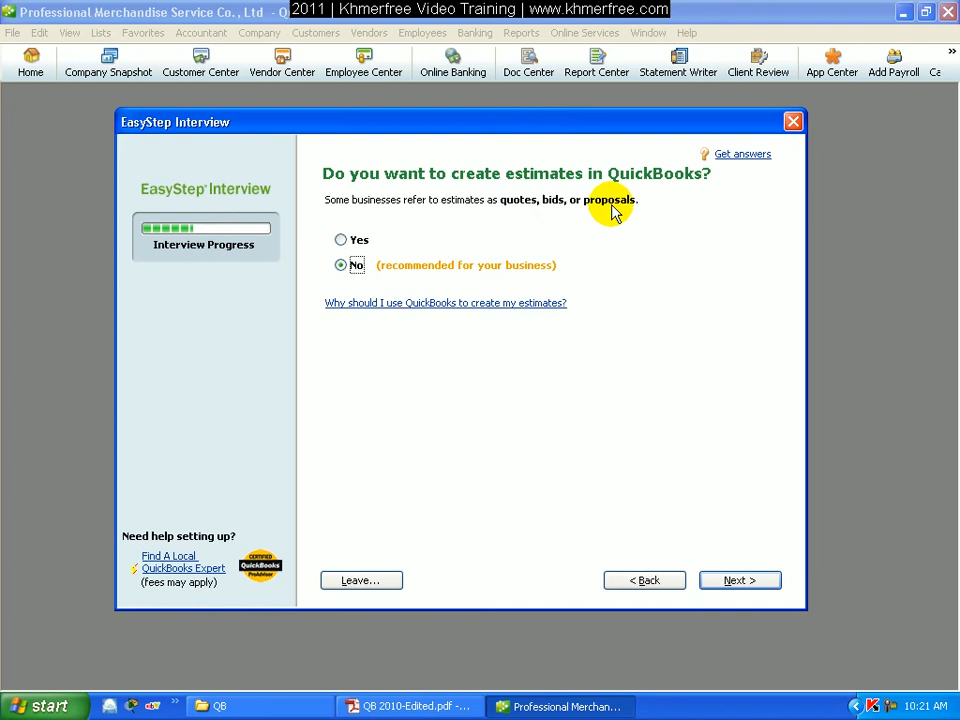 Professional Merchandise Service Co., Ltd - Q
2011 | Khmerfree Video Training | www.khmerfree.com
File Edit View Lists Favorites Accountant Company Customers Vendors Employees Banking Reports Online Services Window Help
Home Company Snapshot Customer Center Vendor Center Employee Center Online Banking Doc Center Report Center Statement Writer Client Review App Center Add Payroll Ca
EasyStep Interview
Get answers
Do you want to create estimates in QuickBooks?
Some businesses refer to estimates as quotes, bids, or proposals.
EasyStep Interview
Interview Progress
Yes
No (recommended for your business)
Why should I use QuickBooks to create my estimates?
Need help setting up?
Find A Local
QuickBooks Expert
(fees may apply)
CERTIFIED
QuickBooks
ProAdvisor
Leave...
< Back
Next >
start
QB
QB 2010-Edited.pdf -...
Professional Merchan...
10:21 AM